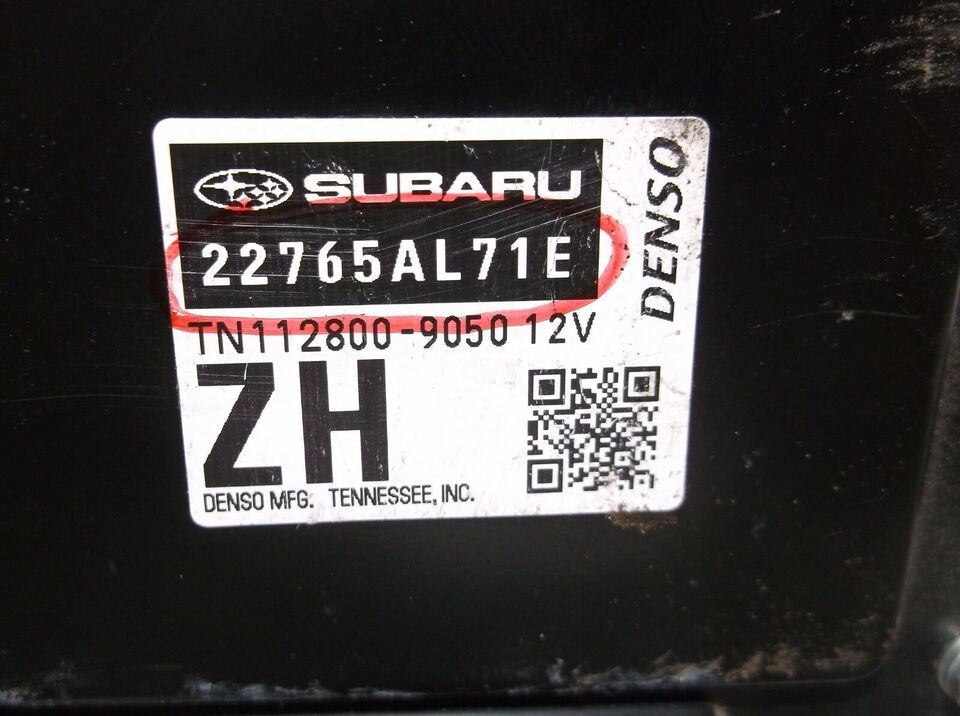 SUBARU
22765AL71E
TN112800-9050 12V
ZH
DENSO MFG. TENNESSEE, INC.
DENSO